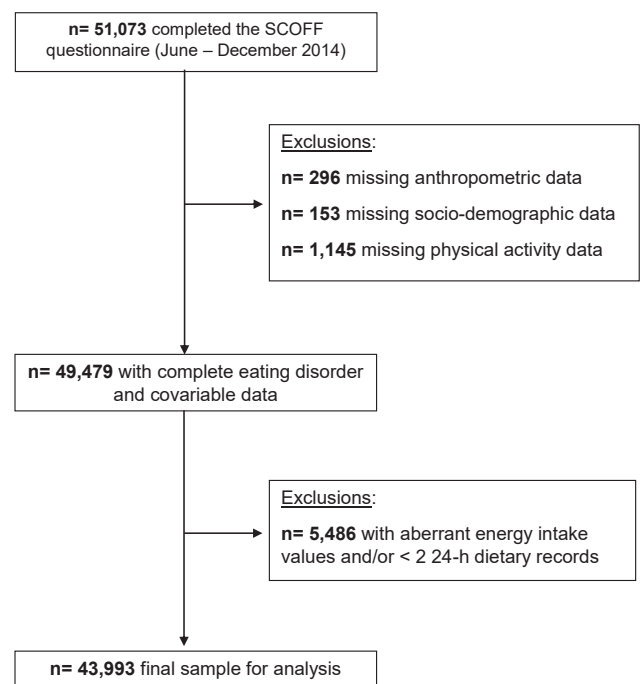 n= 51,073 completed the SCOFF
questionnaire (June – December 2014)
Exclusions:
n= 296 missing anthropometric data
n= 153 missing socio-demographic data
n= 1,145 missing physical activity data
n= 49,479 with complete eating disorder
and covariable data
Exclusions:
n= 5,486 with aberrant energy intake
values and/or < 2 24-h dietary records
n= 43,993 final sample for analysis